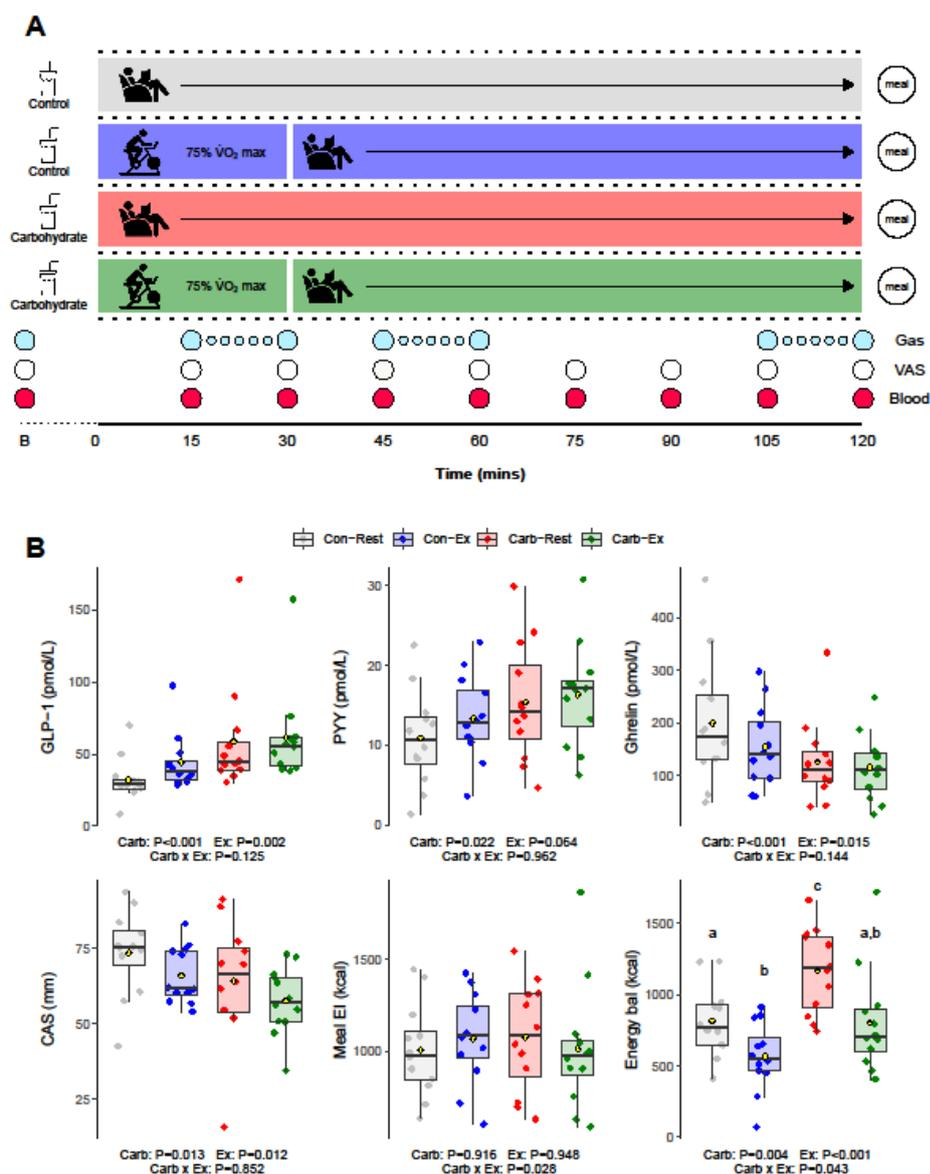 A
Control
meal
Control
75% V̇O₂ max
meal
Carbohydrate
meal
Carbohydrate
75% V̇O₂ max
meal
Gas
VAS
Blood
B 0 15 30 45 60 75 90 105 120
Time (mins)
B
Con-Rest Con-Ex Carb-Rest Carb-Ex
GLP-1 (pmol/L)
150
100
50
0
Carb: P<0.001 Ex: P=0.002
Carb x Ex: P=0.125
PYY (pmol/L)
30
20
10
0
Carb: P=0.022 Ex: P=0.064
Carb x Ex: P=0.962
Ghrelin (pmol/L)
400
300
200
100
Carb: P<0.001 Ex: P=0.015
Carb x Ex: P=0.144
CAS (mm)
75
50
25
Carb: P=0.013 Ex: P=0.012
Carb x Ex: P=0.852
Meal EI (kcal)
1500
1000
Carb: P=0.916 Ex: P=0.948
Carb x Ex: P=0.028
Energy bal (kcal)
1500
1000
500
0
a
b
c
a,b
Carb: P=0.004 Ex: P<0.001
Carb x Ex: P=0.043